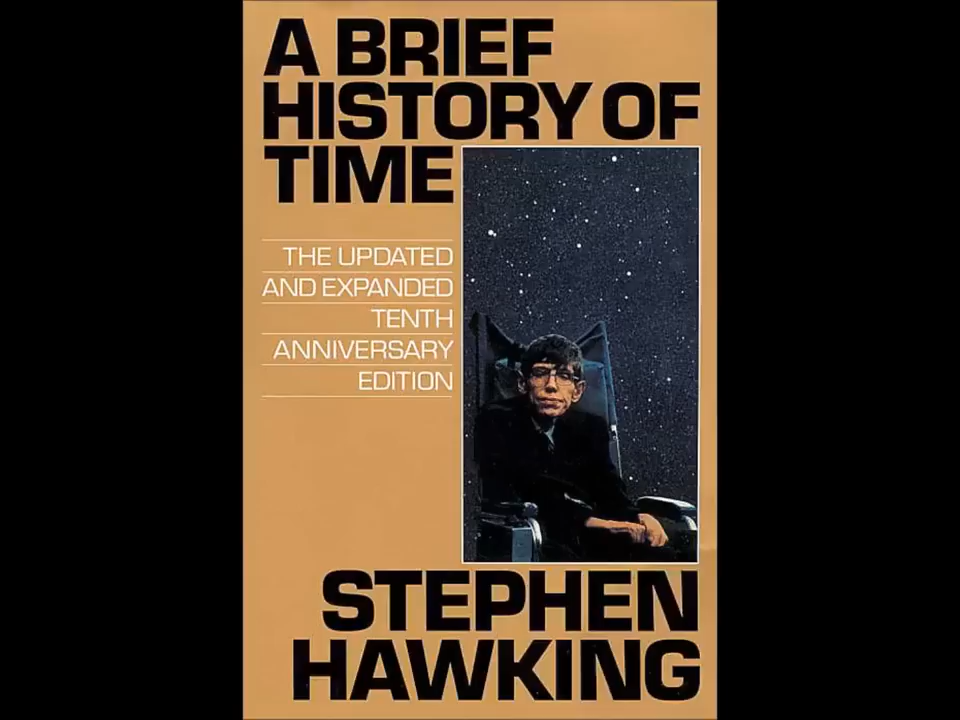 A BRIEF
HISTORY OF
TIME
THE UPDATED
AND EXPANDED
TENTH
ANNIVERSARY
EDITION
STEPHEN
HAWKING